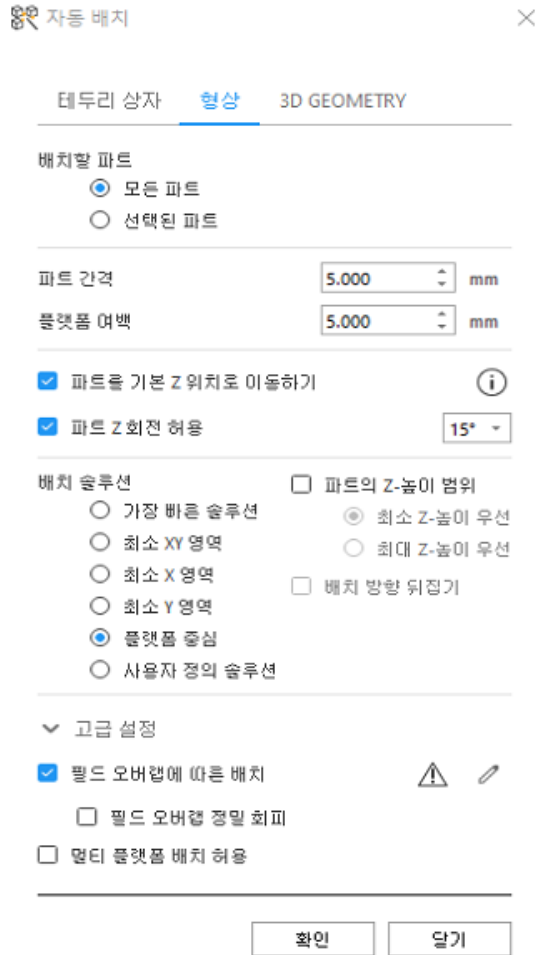 자동 배치
테두리 상자 형상 3D GEOMETRY
배치할 파트
모든 파트
선택된 파트
파트 간격 5.000 mm
플랫폼 여백 5.000 mm
파트를 기본 Z 위치로 이동하기
파트 Z 회전 허용 15°
배치 솔루션
가장 빠른 솔루션
최소 XY 영역
최소 X 영역
최소 Y 영역
플랫폼 중심
사용자 정의 솔루션
파트의 Z-높이 범위
최소 Z-높이 우선
최대 Z-높이 우선
배치 방향 뒤집기
고급 설정
필드 오버랩에 따른 배치
필드 오버랩 정밀 회피
멀티 플랫폼 배치 허용
확인 닫기